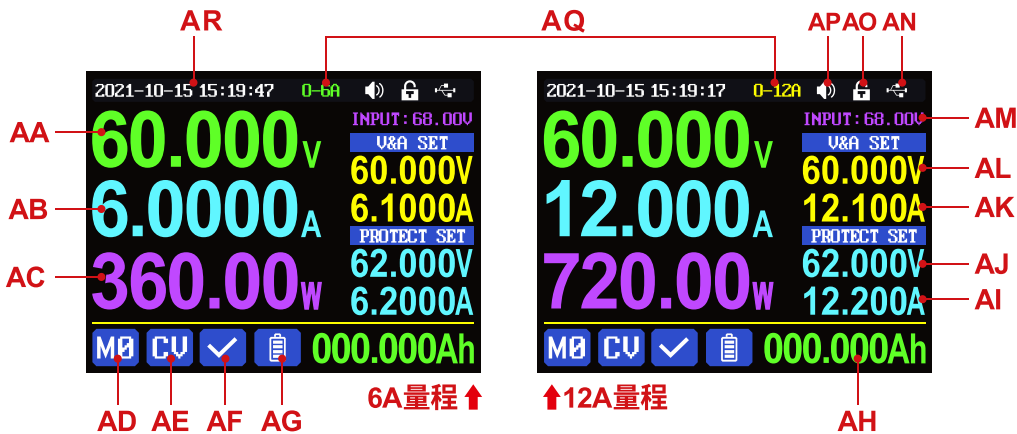 AR
AQ
AP AO AN
2021-10-15 15:19:47 0-6A
2021-10-15 15:19:17 0-12A
AA
60.000V
INPUT:68.00V
V&A SET
60.000V
6.1000A
AB
6.0000A
PROTECT SET
62.000V
6.2000A
AC
360.00W
M0 CV 000.000Ah
60.000V
INPUT:68.00V
AM
V&A SET
60.000V
AL
12.000A
12.100A
AK
PROTECT SET
62.000V
AJ
720.00W
12.200A
AI
M0 CV 000.000Ah
6A量程
12A量程
AD AE AF AG
AH